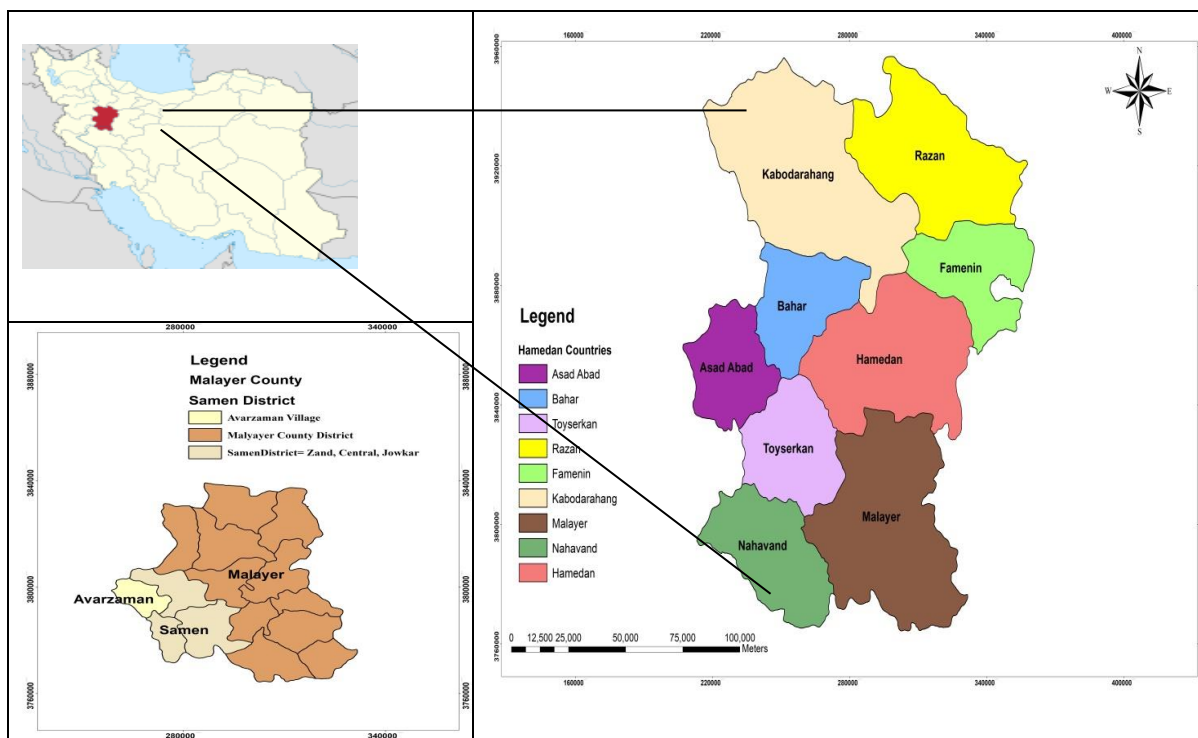 160000 220000 280000 340000 400000
3960000
3920000
3880000
3840000
3800000
3760000
N
W E
S
Razan
Kabodarahang
Famenin
Bahar
Hamedan
Asad Abad
Toyserkan
Malayer
Nahavand
Legend
Hamedan Countries
Asad Abad
Bahar
Toyserkan
Razan
Famenin
Kabodarahang
Malayer
Nahavand
Hamedan
0 12,500 25,000 50,000 75,000 100,000
Meters
160000 220000 280000 340000 400000
280000 340000
Legend
Malayer County
Samen District
Avarzaman Village
Malyayer County District
SamenDistrict= Zand, Central, Jowkar
3880000 3880000
3840000 3840000
3800000 3800000
3760000 3760000
Malayer
Avarzaman
Samen
280000 340000